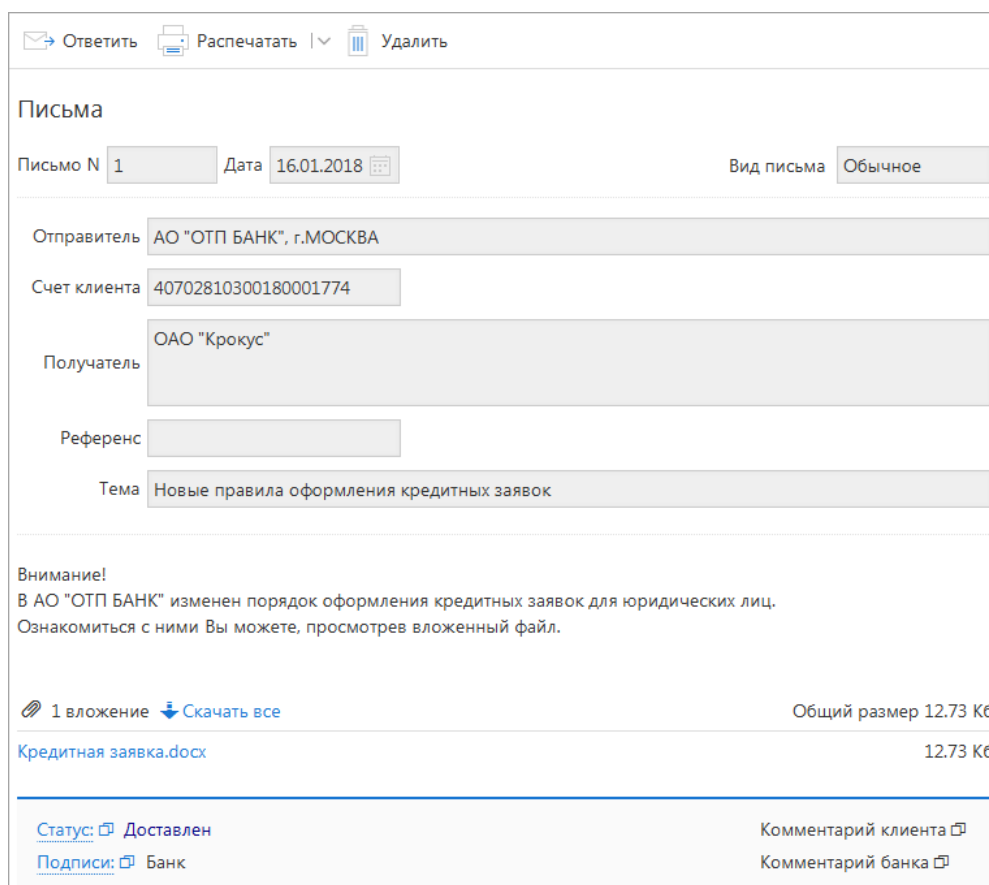 Ответить Распечатать Удалить
Письма
Письмо N 1 Дата 16.01.2018 Вид письма Обычное
Отправитель АО "ОТП БАНК", г.МОСКВА
Счет клиента 40702810300180001774
Получатель ОАО "Крокус"
Референс
Тема Новые правила оформления кредитных заявок
Внимание!
В АО "ОТП БАНК" изменен порядок оформления кредитных заявок для юридических лиц.
Ознакомиться с ними Вы можете, просмотрев вложенный файл.
1 вложение Скачать все Общий размер 12.73 Кб
Кредитная заявка.docx 12.73 Кб
Статус: Доставлен Комментарий клиента
Подписи: Банк Комментарий банка